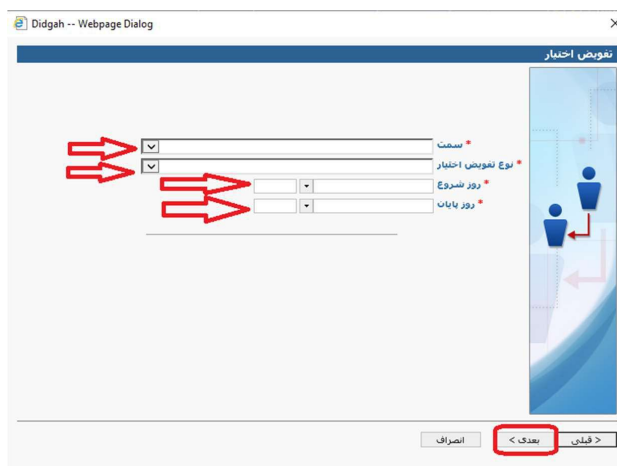 Didgah -- Webpage Dialog
تفویض اختیار
* سمت
* نوع تفویض اختیار
* روز شروع
* روز پایان
< قبلی
بعدی >
انصراف